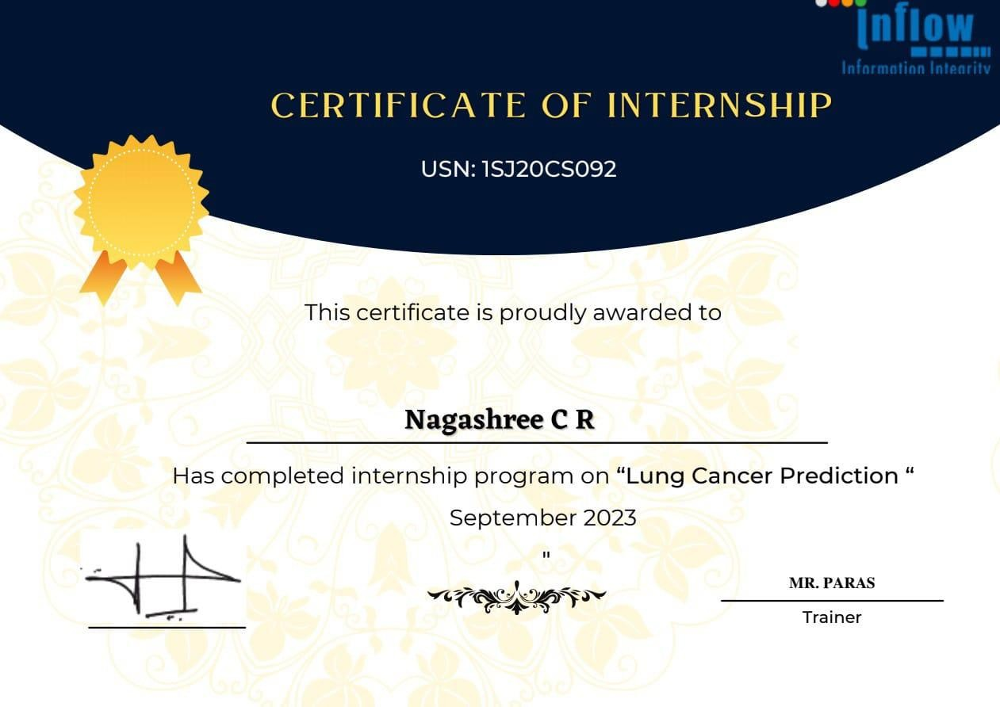 Inflow
Information Integrity
CERTIFICATE OF INTERNSHIP
USN: 1SJ20CS092
This certificate is proudly awarded to
Nagashree C R
Has completed internship program on “Lung Cancer Prediction “
September 2023
"
MR. PARAS
Trainer